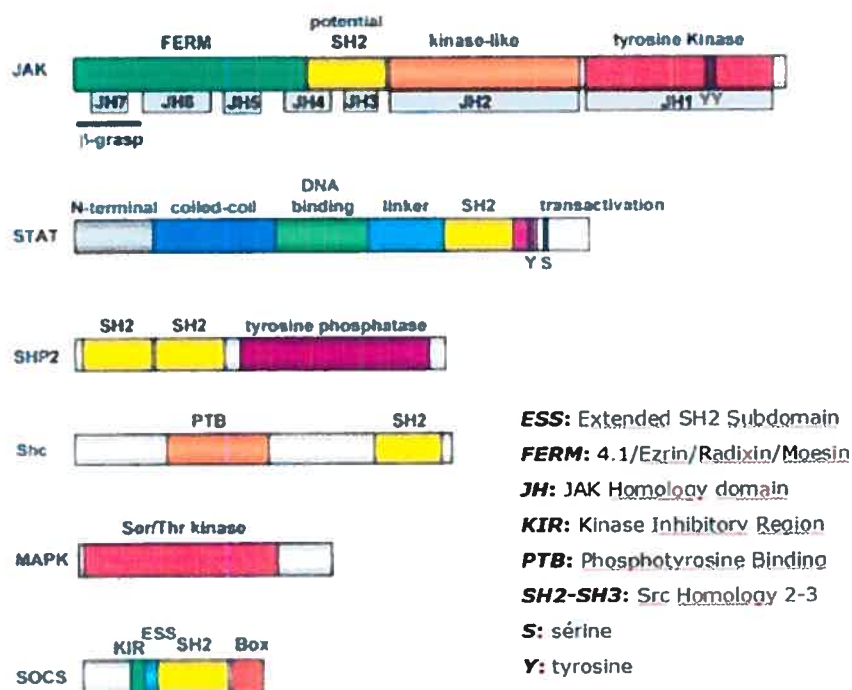 potential
FERM SH2 kinase-like tyrosine Kinase
JAK
JH7 JH6 JH5 JH4 JH3 JH2 JH1 YY
β-grasp
DNA
N-terminal coiled-coil binding linker SH2 transactivation
STAT
Y S
SH2 SH2 tyrosine phosphatase
SHP2
PTB SH2
Shc
Ser/Thr kinase
MAPK
ESS
KIR SH2 Box
SOCS
ESS: Extended SH2 Subdomain
FERM: 4.1/Ezrin/Radixin/Moesin
JH: JAK Homology domain
KIR: Kinase Inhibitory Region
PTB: Phosphotyrosine Binding
SH2-SH3: Src Homology 2-3
S: sérine
Y: tyrosine